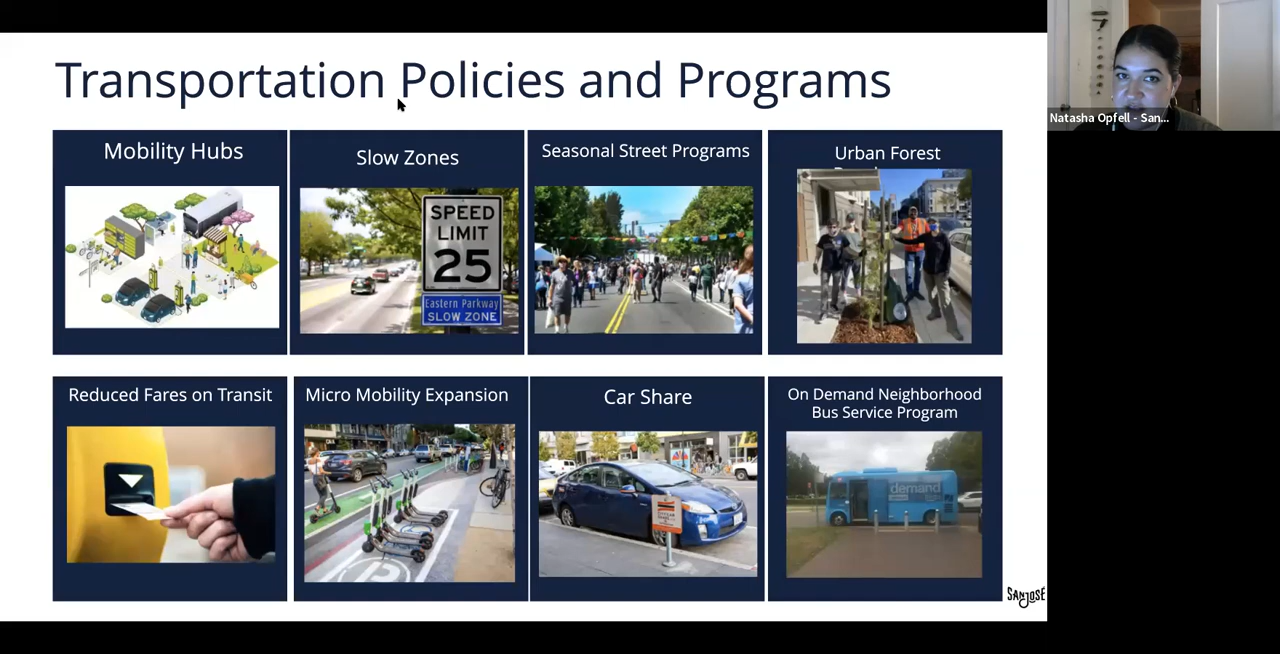 Transportation Policies and Programs
Natasha Opfell - San...
Mobility Hubs
Slow Zones
Seasonal Street Programs
Urban Forest
SPEED
LIMIT
25
Eastern Parkway
SLOW ZONE
Reduced Fares on Transit
Micro Mobility Expansion
Car Share
On Demand Neighborhood
Bus Service Program
demand
SAN JOSÉ